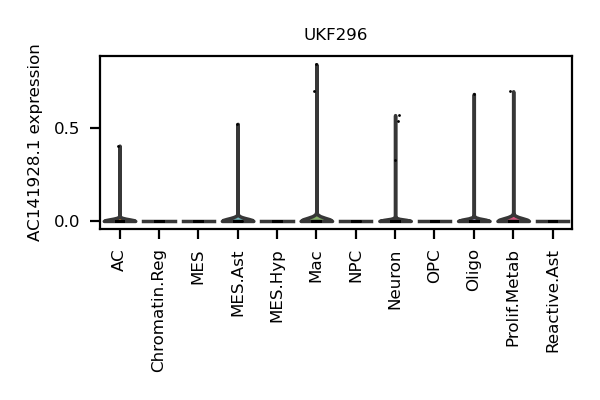 UKF296
AC141928.1 expression
0.5
0.0
AC
Chromatin.Reg
MES
MES.Ast
MES.Hyp
Mac
NPC
Neuron
OPC
Oligo
Prolif.Metab
Reactive.Ast